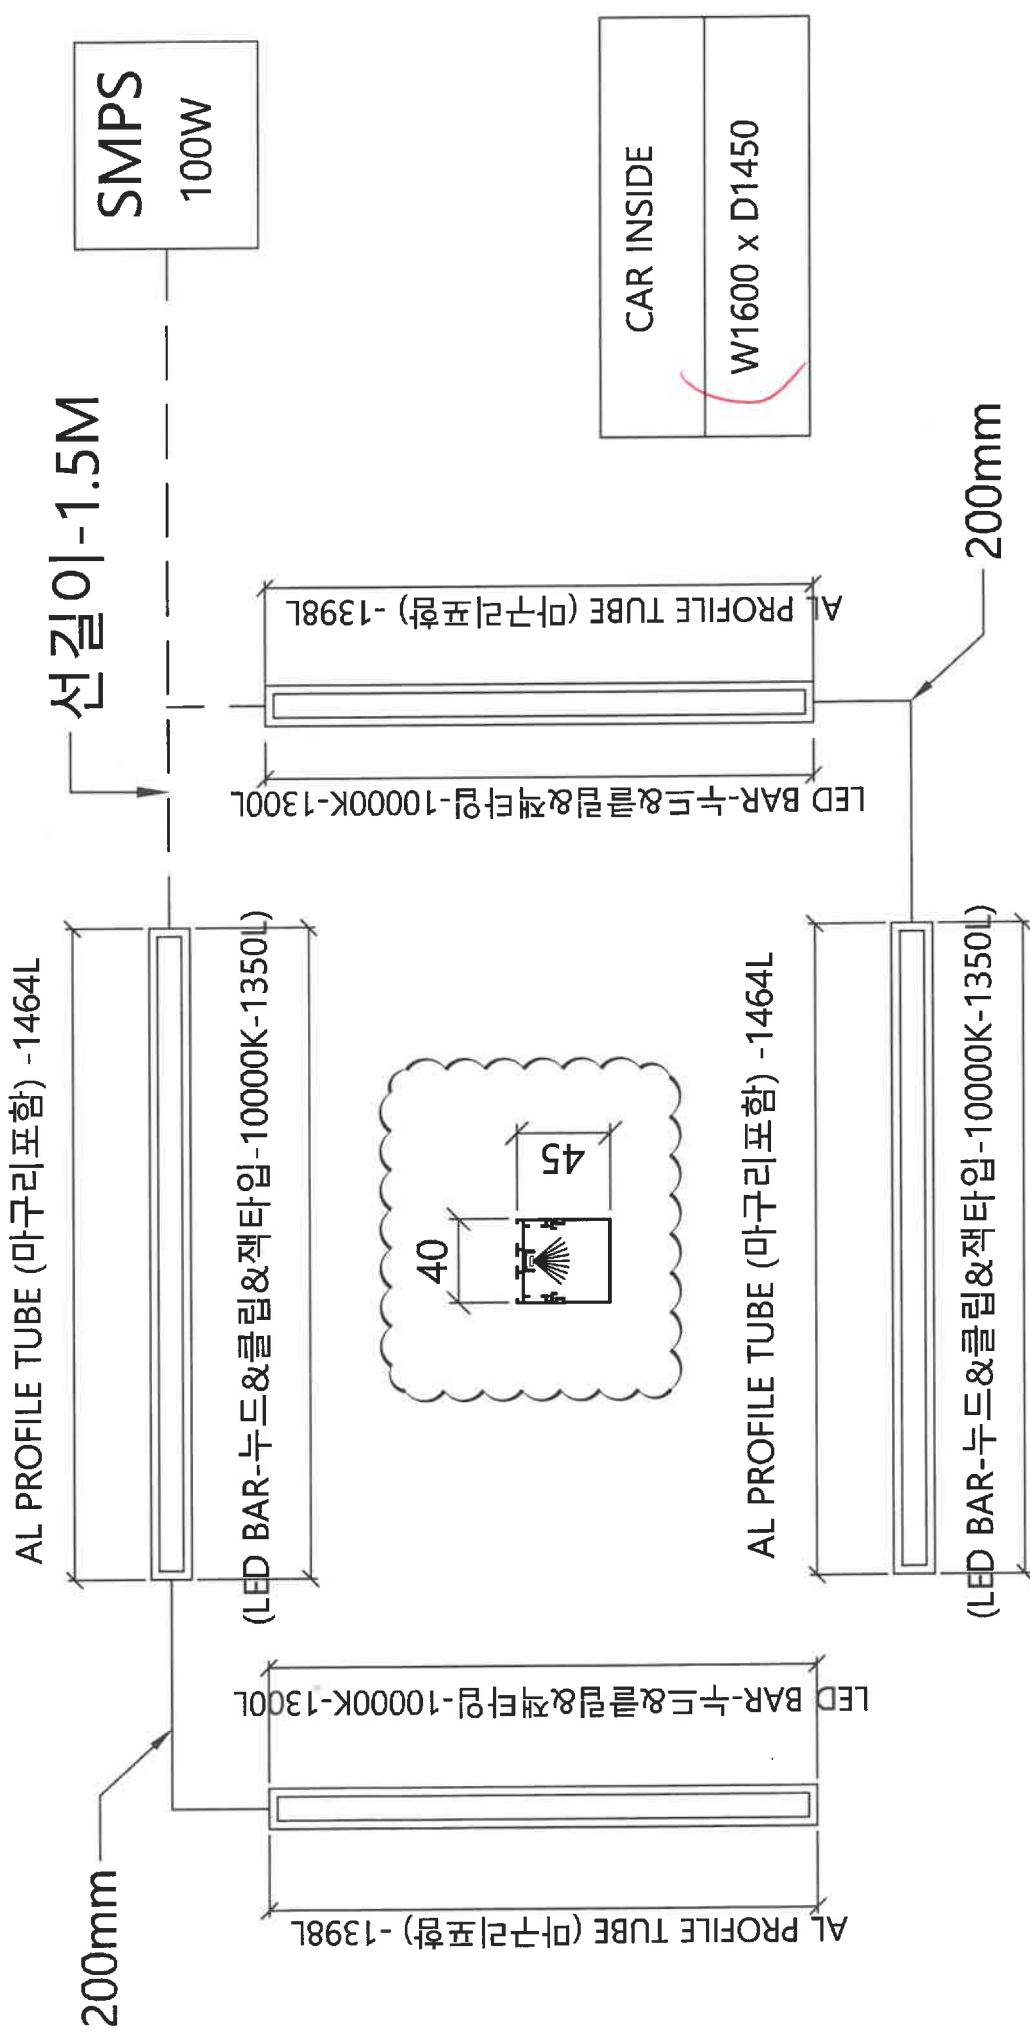 SMPS
100W
선길이-1.5M
CAR INSIDE
W1600 x D1450
AL PROFILE TUBE (마구리포함) -1464L
(LED BAR-누드&클립&잭타입-10000K-1350L)
200mm
AL PROFILE TUBE (마구리포함) -1398L
LED BAR-누드&클립&잭타입-10000K-1300L
40
45
LED BAR-누드&클립&잭타입-10000K-1300L
AL PROFILE TUBE (마구리포함) -1398L
200mm
AL PROFILE TUBE (마구리포함) -1464L
(LED BAR-누드&클립&잭타입-10000K-1350L)